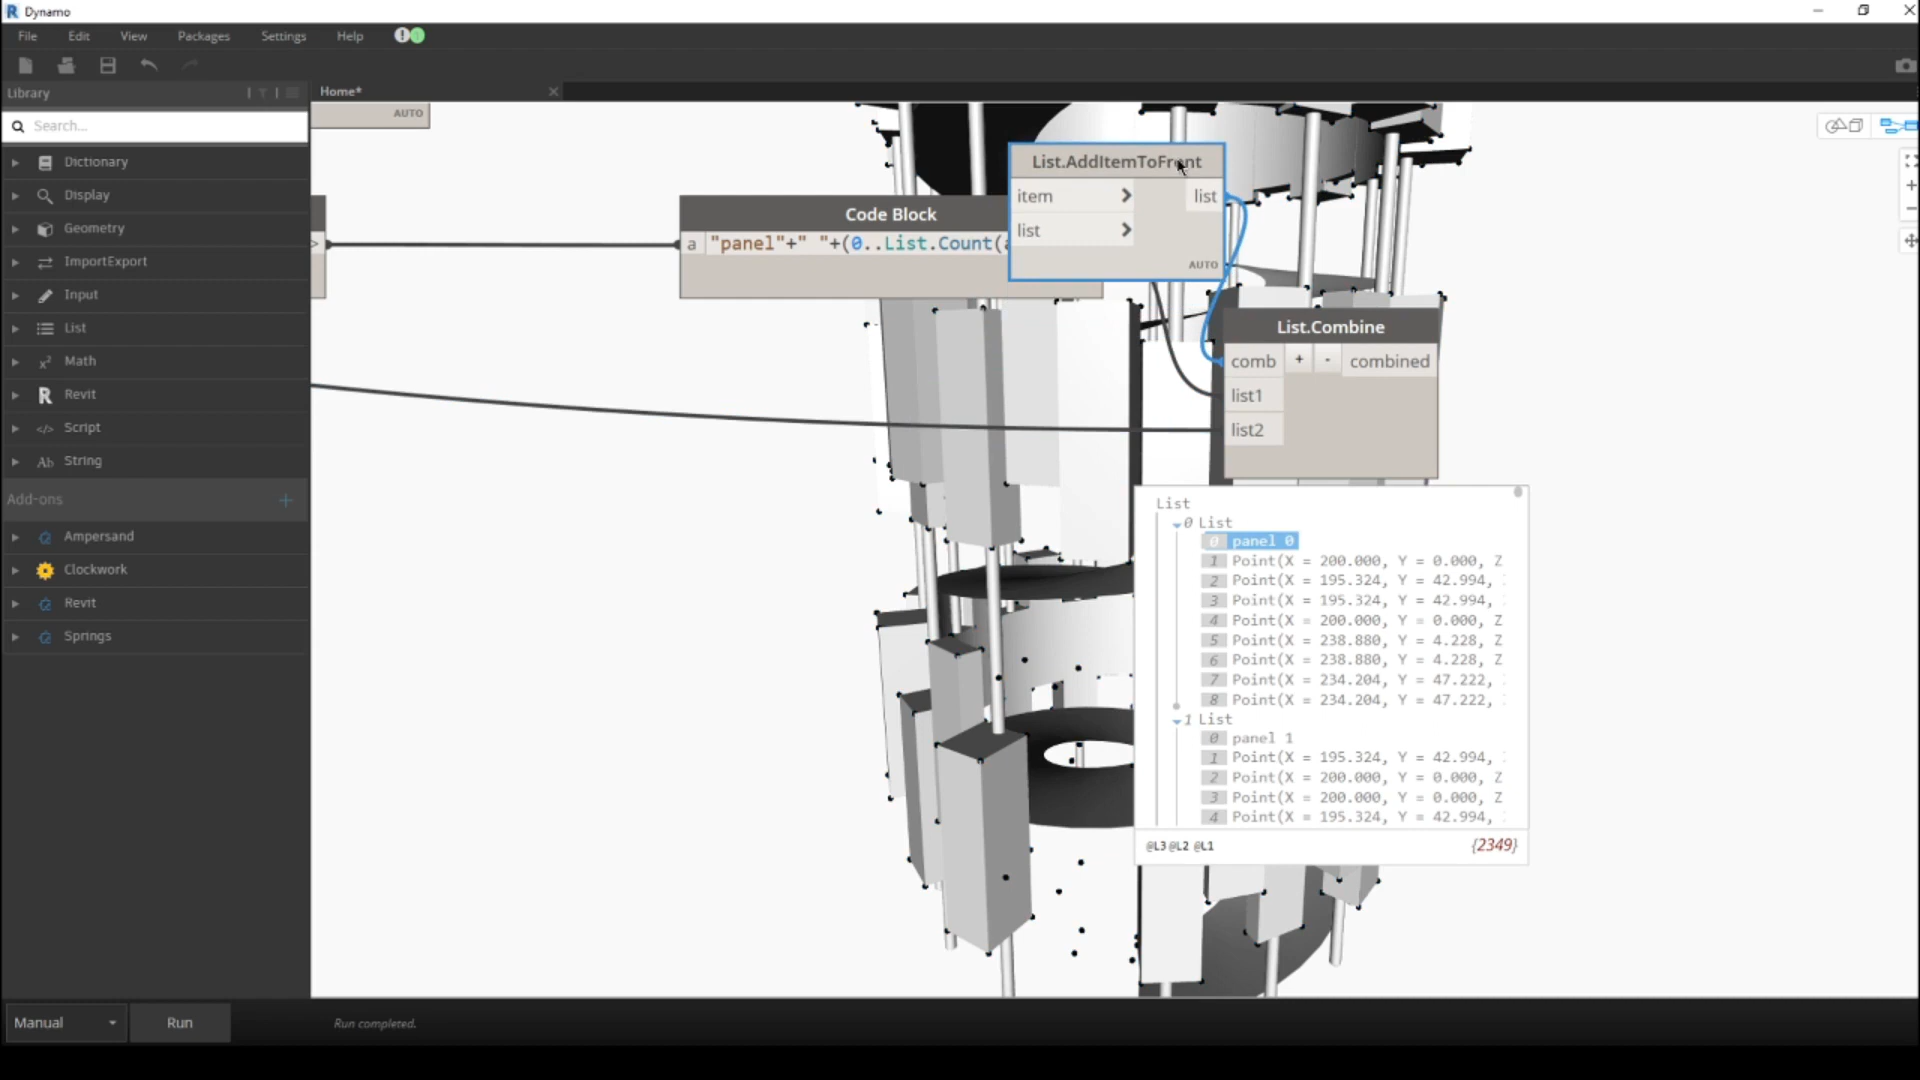 Dynamo
File Edit View Packages Settings Help
Library
Home*
Search...
AUTO
Dictionary
Display
Geometry
ImportExport
Input
List
Math
Revit
Script
String
Add-ons
Ampersand
Clockwork
Revit
Springs
Code Block
a "panel"+" "+(0..List.Count(a
List.AddItemToFront
item > list
list >
AUTO
List.Combine
comb + - combined
list1
list2
List
0 List
0 panel 0
1 Point(X = 200.000, Y = 0.000, Z
2 Point(X = 195.324, Y = 42.994,
3 Point(X = 195.324, Y = 42.994,
4 Point(X = 200.000, Y = 0.000, Z
5 Point(X = 238.880, Y = 4.228, Z
6 Point(X = 238.880, Y = 4.228, Z
7 Point(X = 234.204, Y = 47.222,
8 Point(X = 234.204, Y = 47.222,
1 List
0 panel 1
1 Point(X = 195.324, Y = 42.994,
2 Point(X = 200.000, Y = 0.000, Z
3 Point(X = 200.000, Y = 0.000, Z
4 Point(X = 195.324, Y = 42.994,
@L3 @L2 @L1 {2349}
Manual Run Run completed.